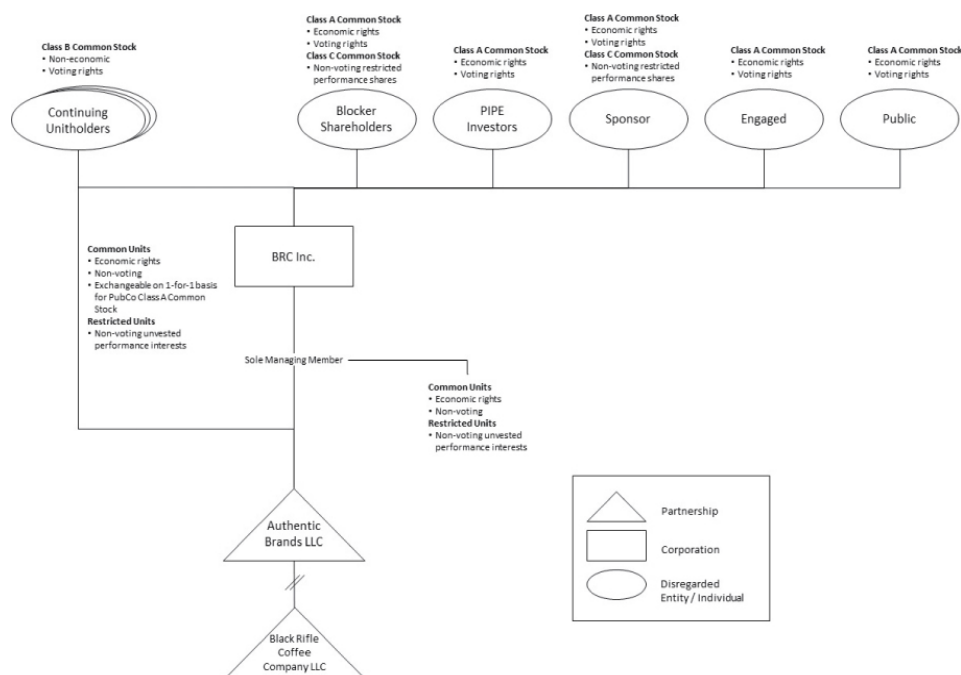 Class B Common Stock
• Non-economic
• Voting rights
Continuing
Unitholders
Class A Common Stock
• Economic rights
• Voting rights
Class C Common Stock
• Non-voting restricted
performance shares
Blocker
Shareholders
Class A Common Stock
• Economic rights
• Voting rights
PIPE
Investors
Class A Common Stock
• Economic rights
• Voting rights
Class C Common Stock
• Non-voting restricted
performance shares
Sponsor
Class A Common Stock
• Economic rights
• Voting rights
Engaged
Class A Common Stock
• Economic rights
• Voting rights
Public
BRC Inc.
Common Units
• Economic rights
• Non-voting
• Exchangeable on 1-for-1 basis
for PubCo Class A Common
Stock
Restricted Units
• Non-voting unvested
performance interests
Sole Managing Member
Common Units
• Economic rights
• Non-voting
Restricted Units
• Non-voting unvested
performance interests
Authentic
Brands LLC
Black Rifle
Coffee
Company LLC
Partnership
Corporation
Disregarded
Entity / Individual